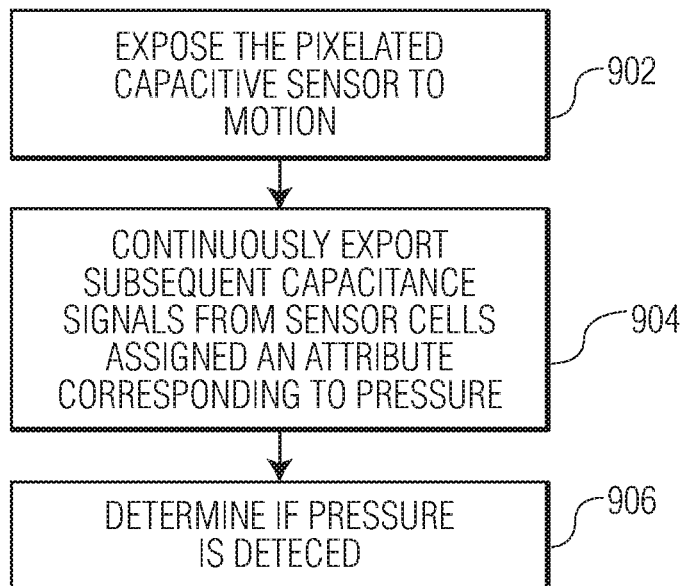 EXPOSE THE PIXELATED
CAPACITIVE SENSOR TO
MOTION
902
CONTINUOUSLY EXPORT
SUBSEQUENT CAPACITANCE
SIGNALS FROM SENSOR CELLS
ASSIGNED AN ATTRIBUTE
CORRESPONDING TO PRESSURE
904
DETERMINE IF PRESSURE
IS DETECED
906